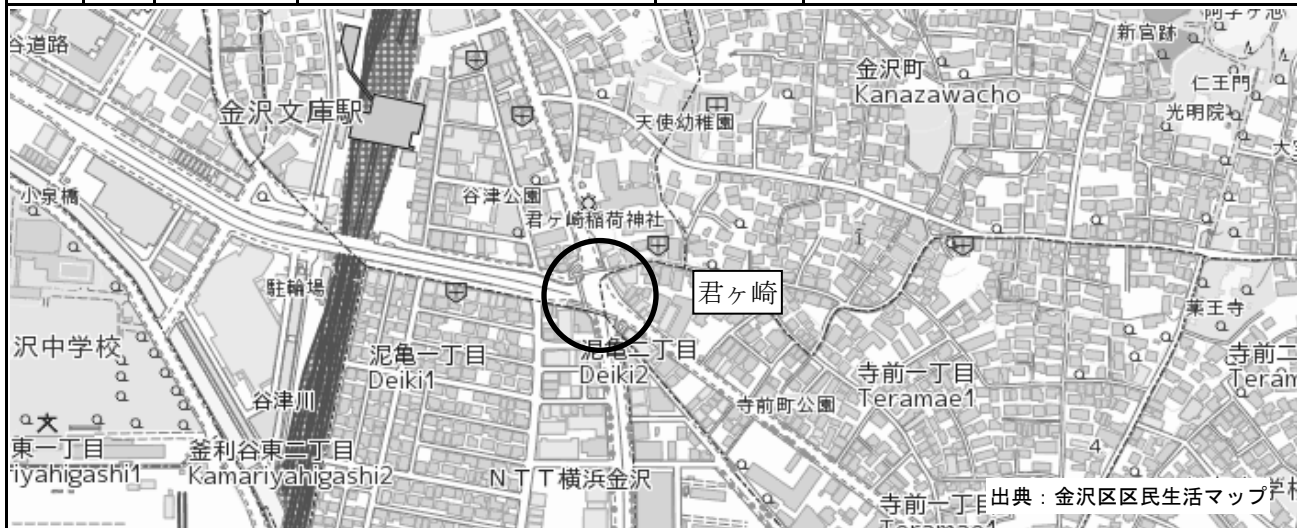 新宮跡
谷道路
金沢町
Kanazawacho
仁王門
光明院
金沢文庫駅
天使幼稚園
小泉橋
谷津公園
君ヶ崎稲荷神社
駐輪場
君ヶ崎
薬王寺
沢中学校
泥亀一丁目
Deiki1
泥亀二丁目
Deiki2
寺前一丁目
Teramae1
寺前二
Teram
谷津川
寺前町公園
東一丁目
riyahigashi1
釜利谷東二丁目
Kamariyahigashi2
4
NTT横浜金沢
寺前一丁目
出典：金沢区区民生活マップ